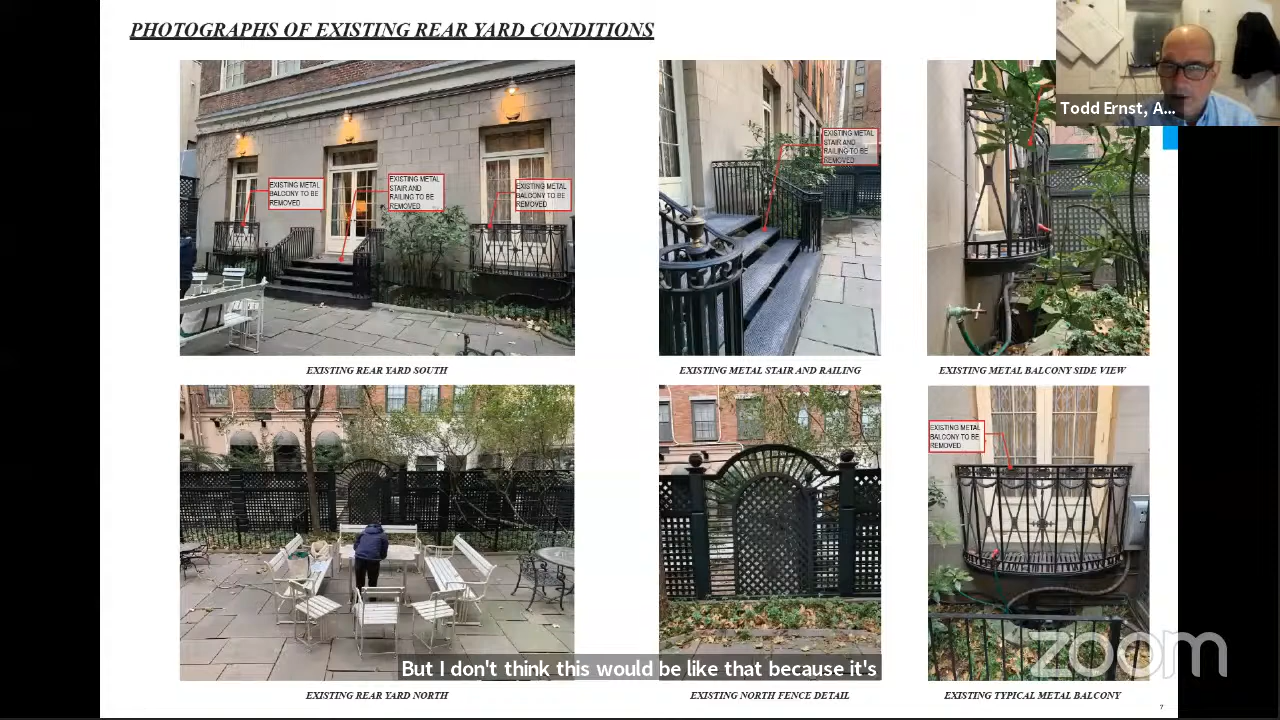 PHOTOGRAPHS OF EXISTING REAR YARD CONDITIONS
Todd Ernst, A...
EXISTING METAL
BALCONY TO BE
REMOVED
EXISTING METAL
STAIR AND
RAILING TO BE
REMOVED
EXISTING METAL
BALCONY TO BE
REMOVED
EXISTING METAL
STAIR AND
RAILING TO BE
REMOVED
EXISTING REAR YARD SOUTH
EXISTING METAL STAIR AND RAILING
EXISTING METAL BALCONY SIDE VIEW
EXISTING METAL
BALCONY TO BE
REMOVED
But I don't think this would be like that because it's
zoom
EXISTING REAR YARD NORTH
EXISTING NORTH FENCE DETAIL
EXISTING TYPICAL METAL BALCONY
7